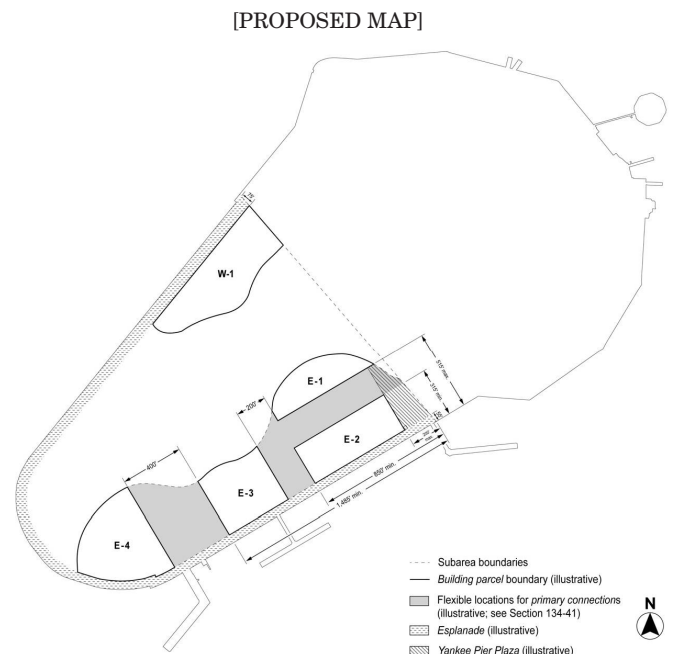 [PROPOSED MAP]
75'
W-1
515' min.
E-1
315' min.
200'
E-2
850' min.
400'
E-3
1,485' min.
E-4
Subarea boundaries
Building parcel boundary (illustrative)
Flexible locations for primary connections
(illustrative; see Section 134-41)
N
Esplanade (illustrative)
Yankee Pier Plaza (illustrative)